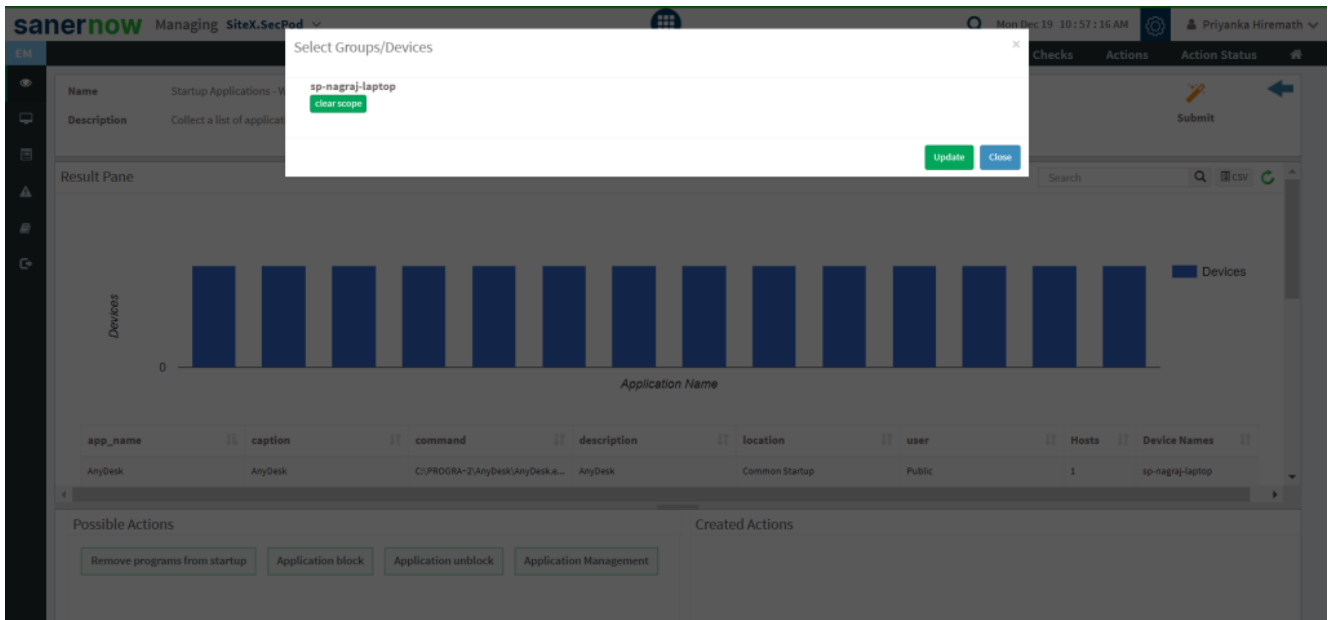 sanernow Managing SiteX.SecPod Mon Dec 19 10:57:16 AM Priyanka Hiremath
EM Checks Actions Action Status
Select Groups/Devices ×
sp-nagraj-laptop
clear scope
Update Close
Name Startup Applications - W
Description Collect a list of applicat
Submit
Result Pane Search CSV
Devices
Devices
0
Application Name
app_name caption command description location user Hosts Device Names
AnyDesk AnyDesk C:\PROGRA~2\AnyDesk\AnyDesk.e... AnyDesk Common Startup Public 1 sp-nagraj-laptop
Possible Actions Created Actions
Remove programs from startup Application block Application unblock Application Management